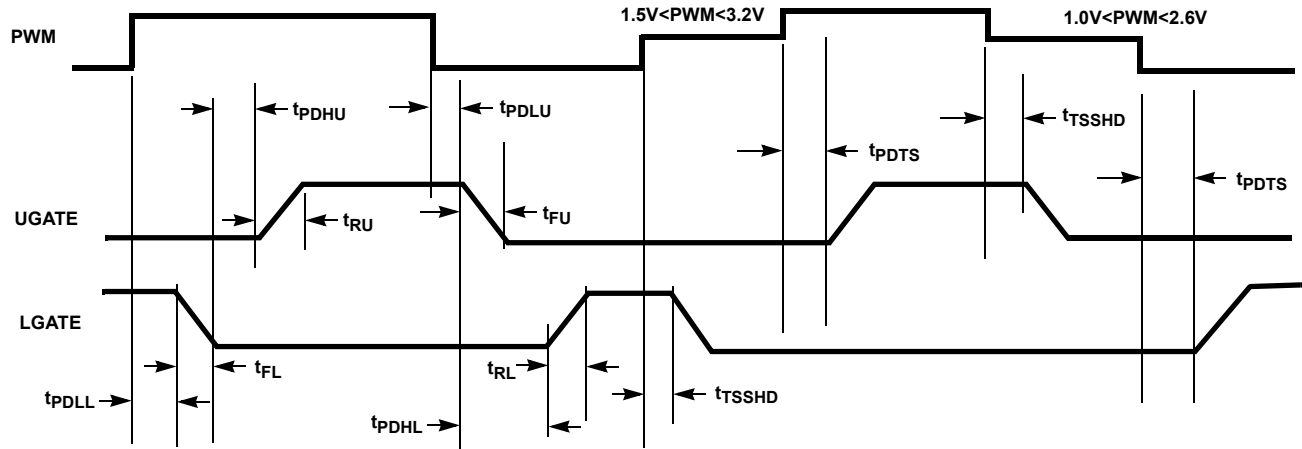 1.5V<PWM<3.2V
1.0V<PWM<2.6V
PWM
tPDHU
tPDLU
tTSSHD
tPDTS
tPDTS
UGATE
tRU
tFU
LGATE
tFL
tRL
tTSSHD
tPDLL
tPDHL